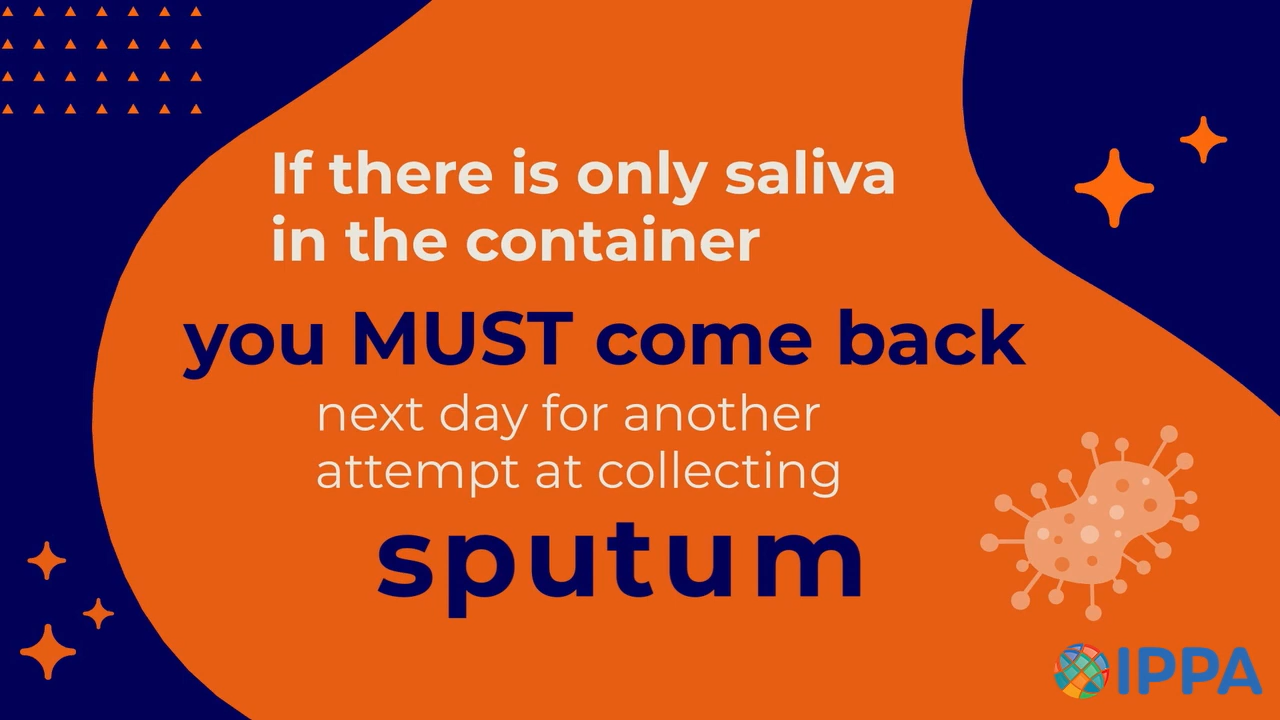 If there is only saliva
in the container
you MUST come back
next day for another
attempt at collecting
sputum
IPPA